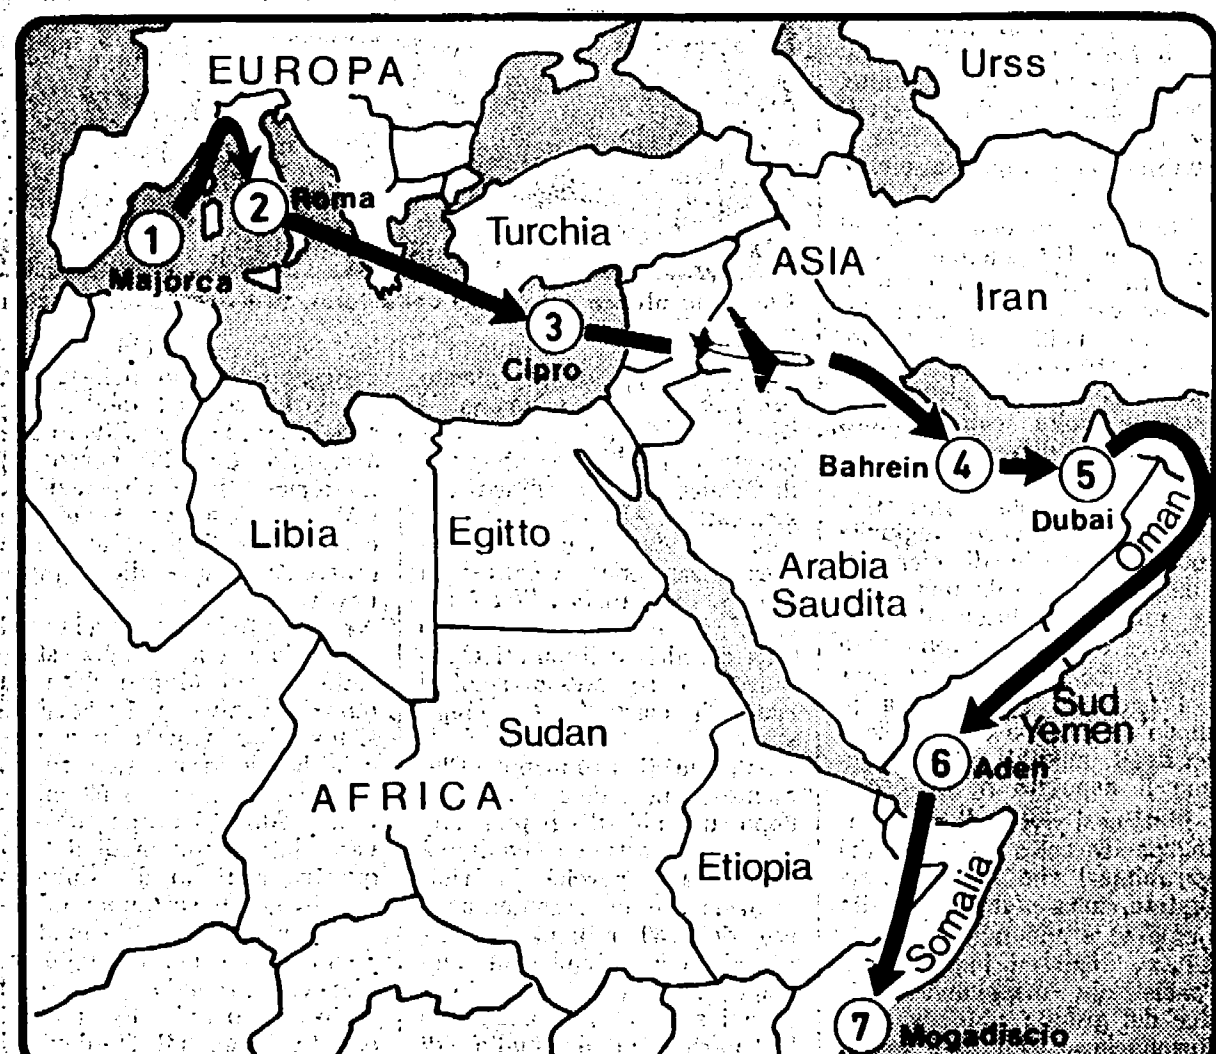 EUROPA
Urss
1
Majorca
2
Roma
Turchia
ASIA
Iran
3
Cipro
Bahrein
4
5
Dubai
Oman
Libia
Egitto
Arabia
Saudita
Sudan
Sud
Yemen
6
Aden
AFRICA
Etiopia
Somalia
7
Mogadiscio